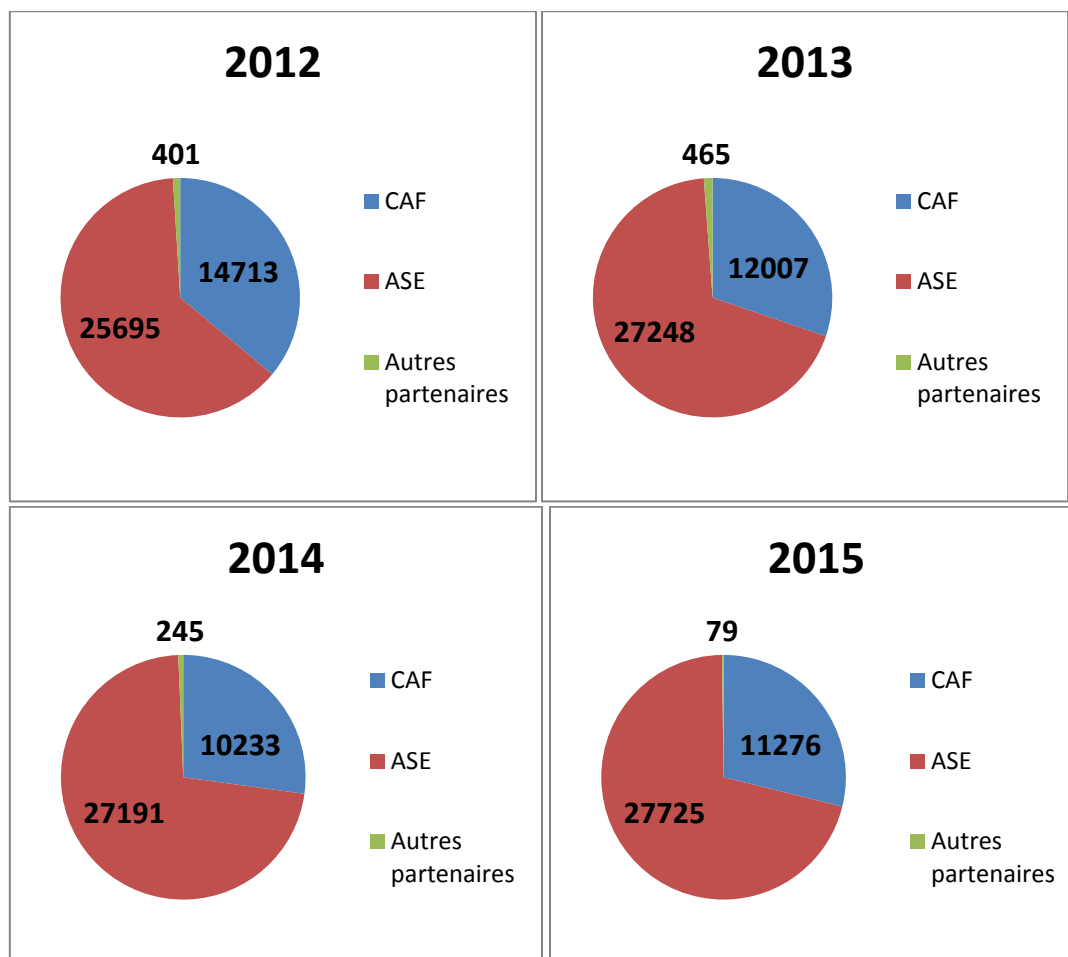 2012
401
14713
25695
CAF
ASE
Autres
partenaires
2013
465
12007
27248
CAF
ASE
Autres
partenaires
2014
245
10233
27191
CAF
ASE
Autres
partenaires
2015
79
11276
27725
CAF
ASE
Autres
partenaires